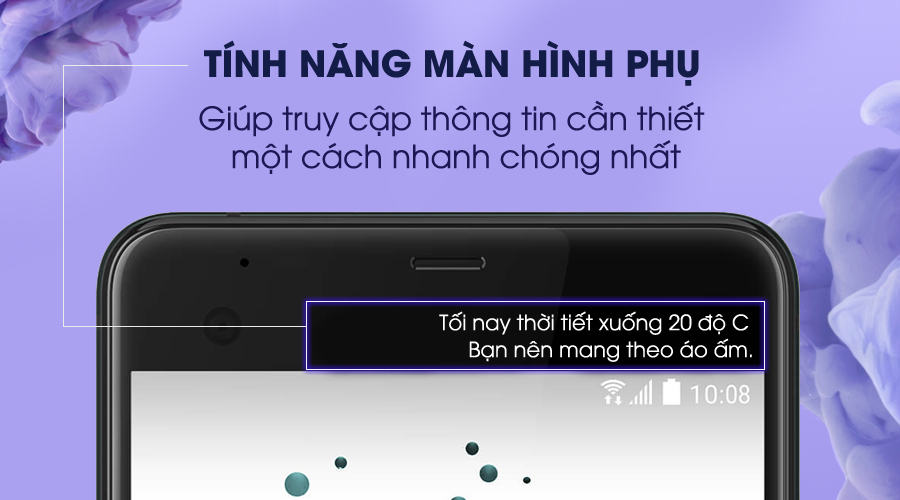 TÍNH NĂNG MÀN HÌNH PHỤ
Giúp truy cập thông tin cần thiết
một cách nhanh chóng nhất
Tối nay thời tiết xuống 20 độ C
Bạn nên mang theo áo ấm.
10:08